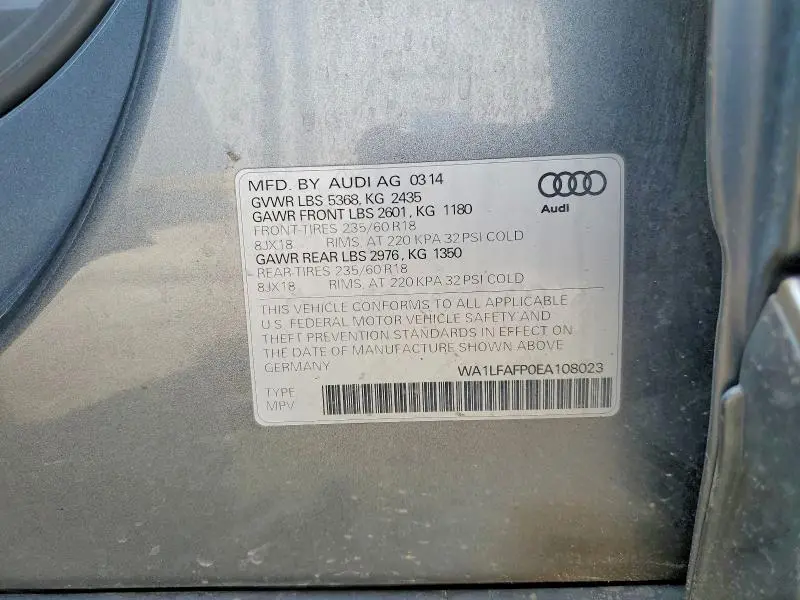 MFD. BY AUDI AG 0314
GVWR LBS 5368, KG 2435
GAWR FRONT LBS 2601, KG 1180
FRONT-TIRES 235/60 R18
8JX18 RIMS, AT 220 KPA 32 PSI COLD
GAWR REAR LBS 2976, KG 1350
REAR-TIRES 235/60 R18
8JX18 RIMS, AT 220 KPA 32 PSI COLD
Audi
THIS VEHICLE CONFORMS TO ALL APPLICABLE
U.S. FEDERAL MOTOR VEHICLE SAFETY AND
THEFT PREVENTION STANDARDS IN EFFECT ON
THE DATE OF MANUFACTURE SHOWN ABOVE
GERMANY WA1LFAFP0EA108023
TYPE
MPV